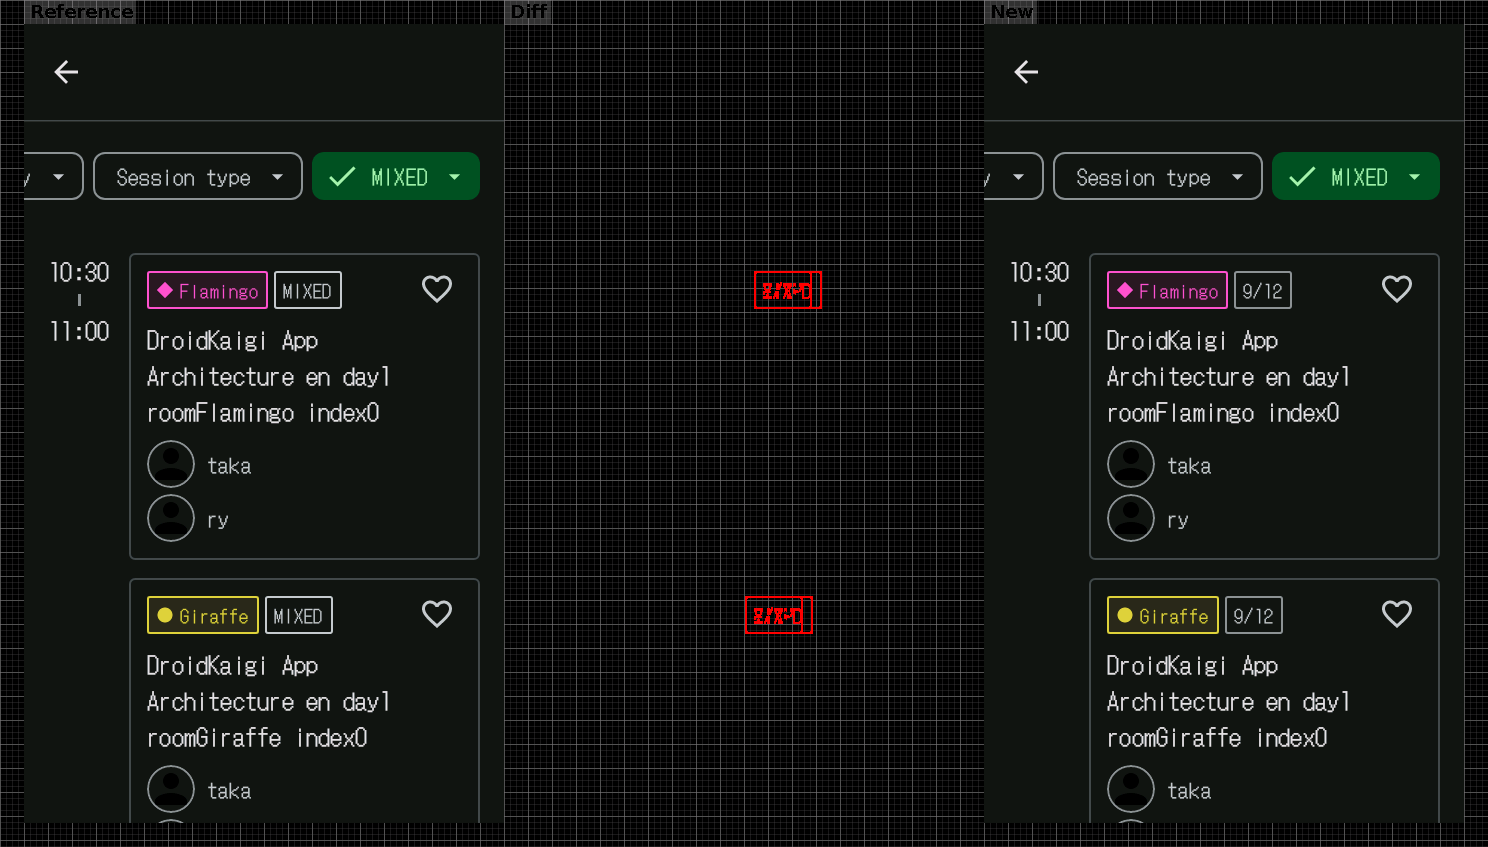 Reference
Diff
New
y
Session type
MIXED
10:30
11:00
Flamingo
MIXED
DroidKaigi App
Architecture en day1
roomFlamingo index0
taka
ry
Giraffe
MIXED
DroidKaigi App
Architecture en day1
roomGiraffe index0
taka
y
Session type
MIXED
10:30
11:00
Flamingo
9/12
DroidKaigi App
Architecture en day1
roomFlamingo index0
taka
ry
Giraffe
9/12
DroidKaigi App
Architecture en day1
roomGiraffe index0
taka